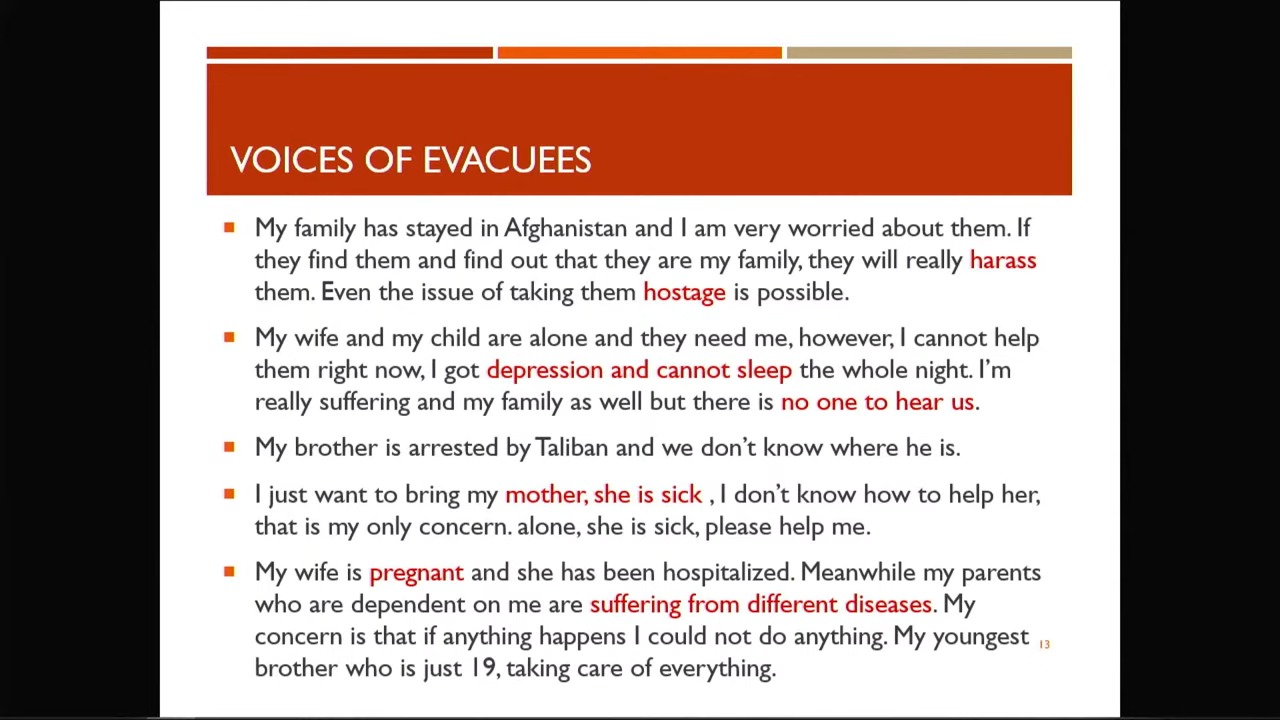 VOICES OF EVACUEES
My family has stayed in Afghanistan and I am very worried about them. If
they find them and find out that they are my family, they will really harass
them. Even the issue of taking them hostage is possible.
My wife and my child are alone and they need me, however, I cannot help
them right now, I got depression and cannot sleep the whole night. I'm
really suffering and my family as well but there is no one to hear us.
My brother is arrested by Taliban and we don't know where he is.
I just want to bring my mother, she is sick , I don't know how to help her,
that is my only concern. alone, she is sick, please help me.
My wife is pregnant and she has been hospitalized. Meanwhile my parents
who are dependent on me are suffering from different diseases. My
concern is that if anything happens I could not do anything. My youngest
brother who is just 19, taking care of everything.
13